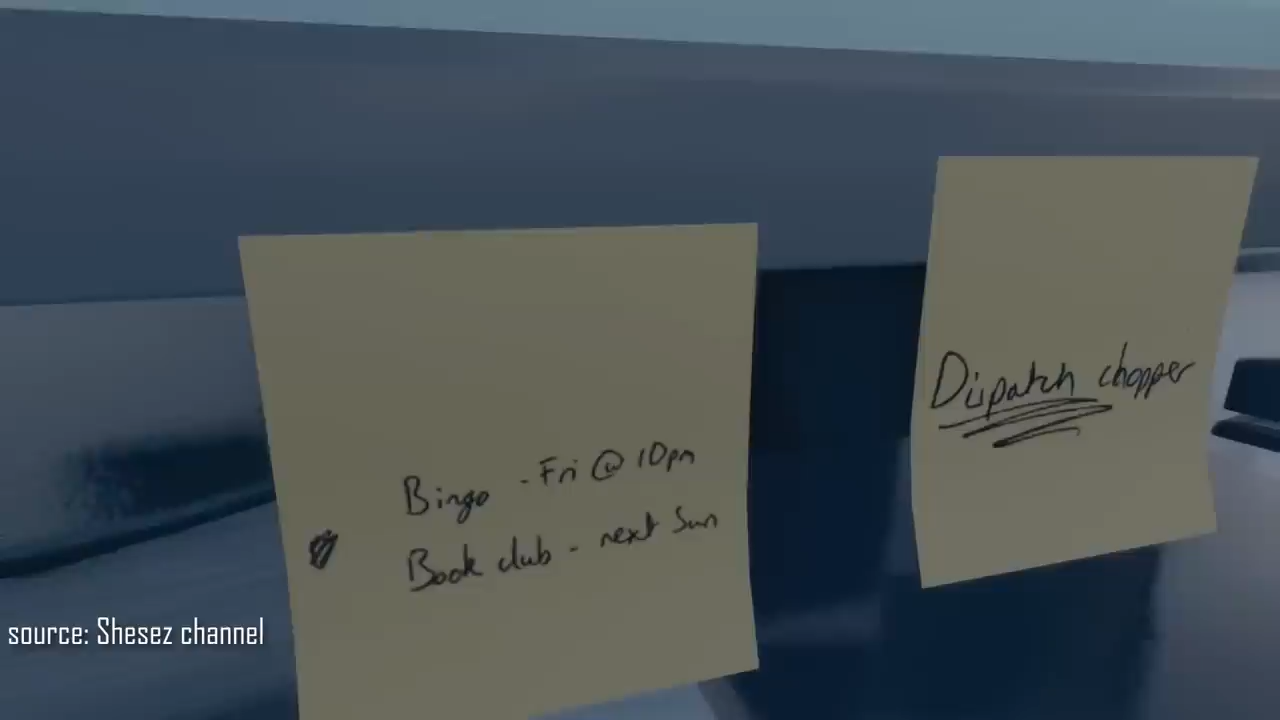 Bingo - Fri @ 10pm
Book club - next Sun
Dispatch chopper
source: Shesez channel